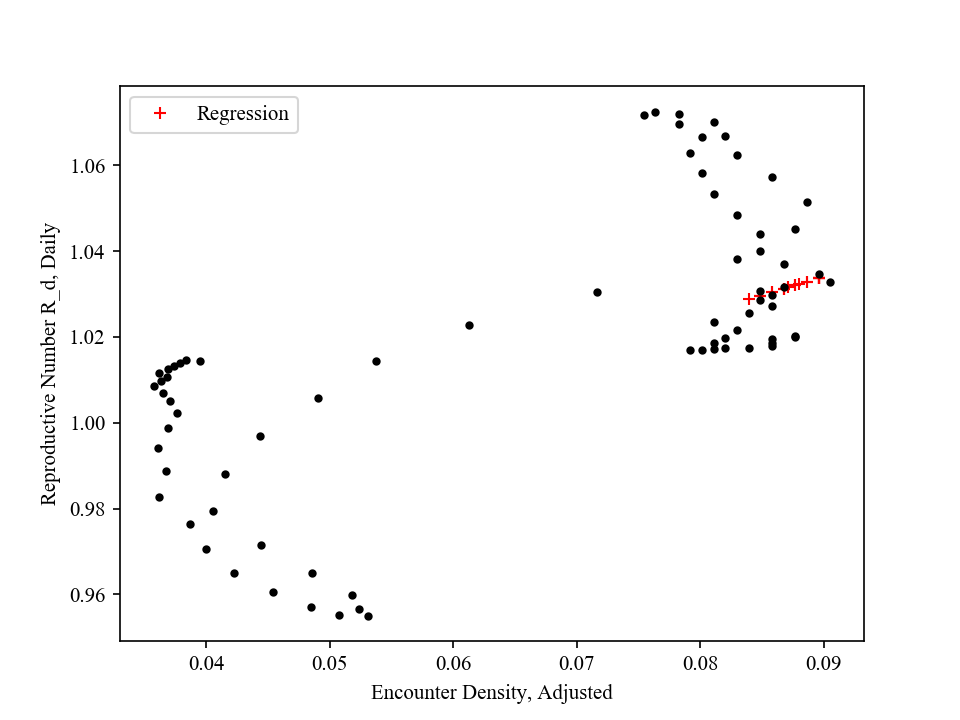 Regression
1.06
1.04
1.02
1.00
0.98
0.96
Reproductive Number R_d, Daily
0.04 0.05 0.06 0.07 0.08 0.09
Encounter Density, Adjusted